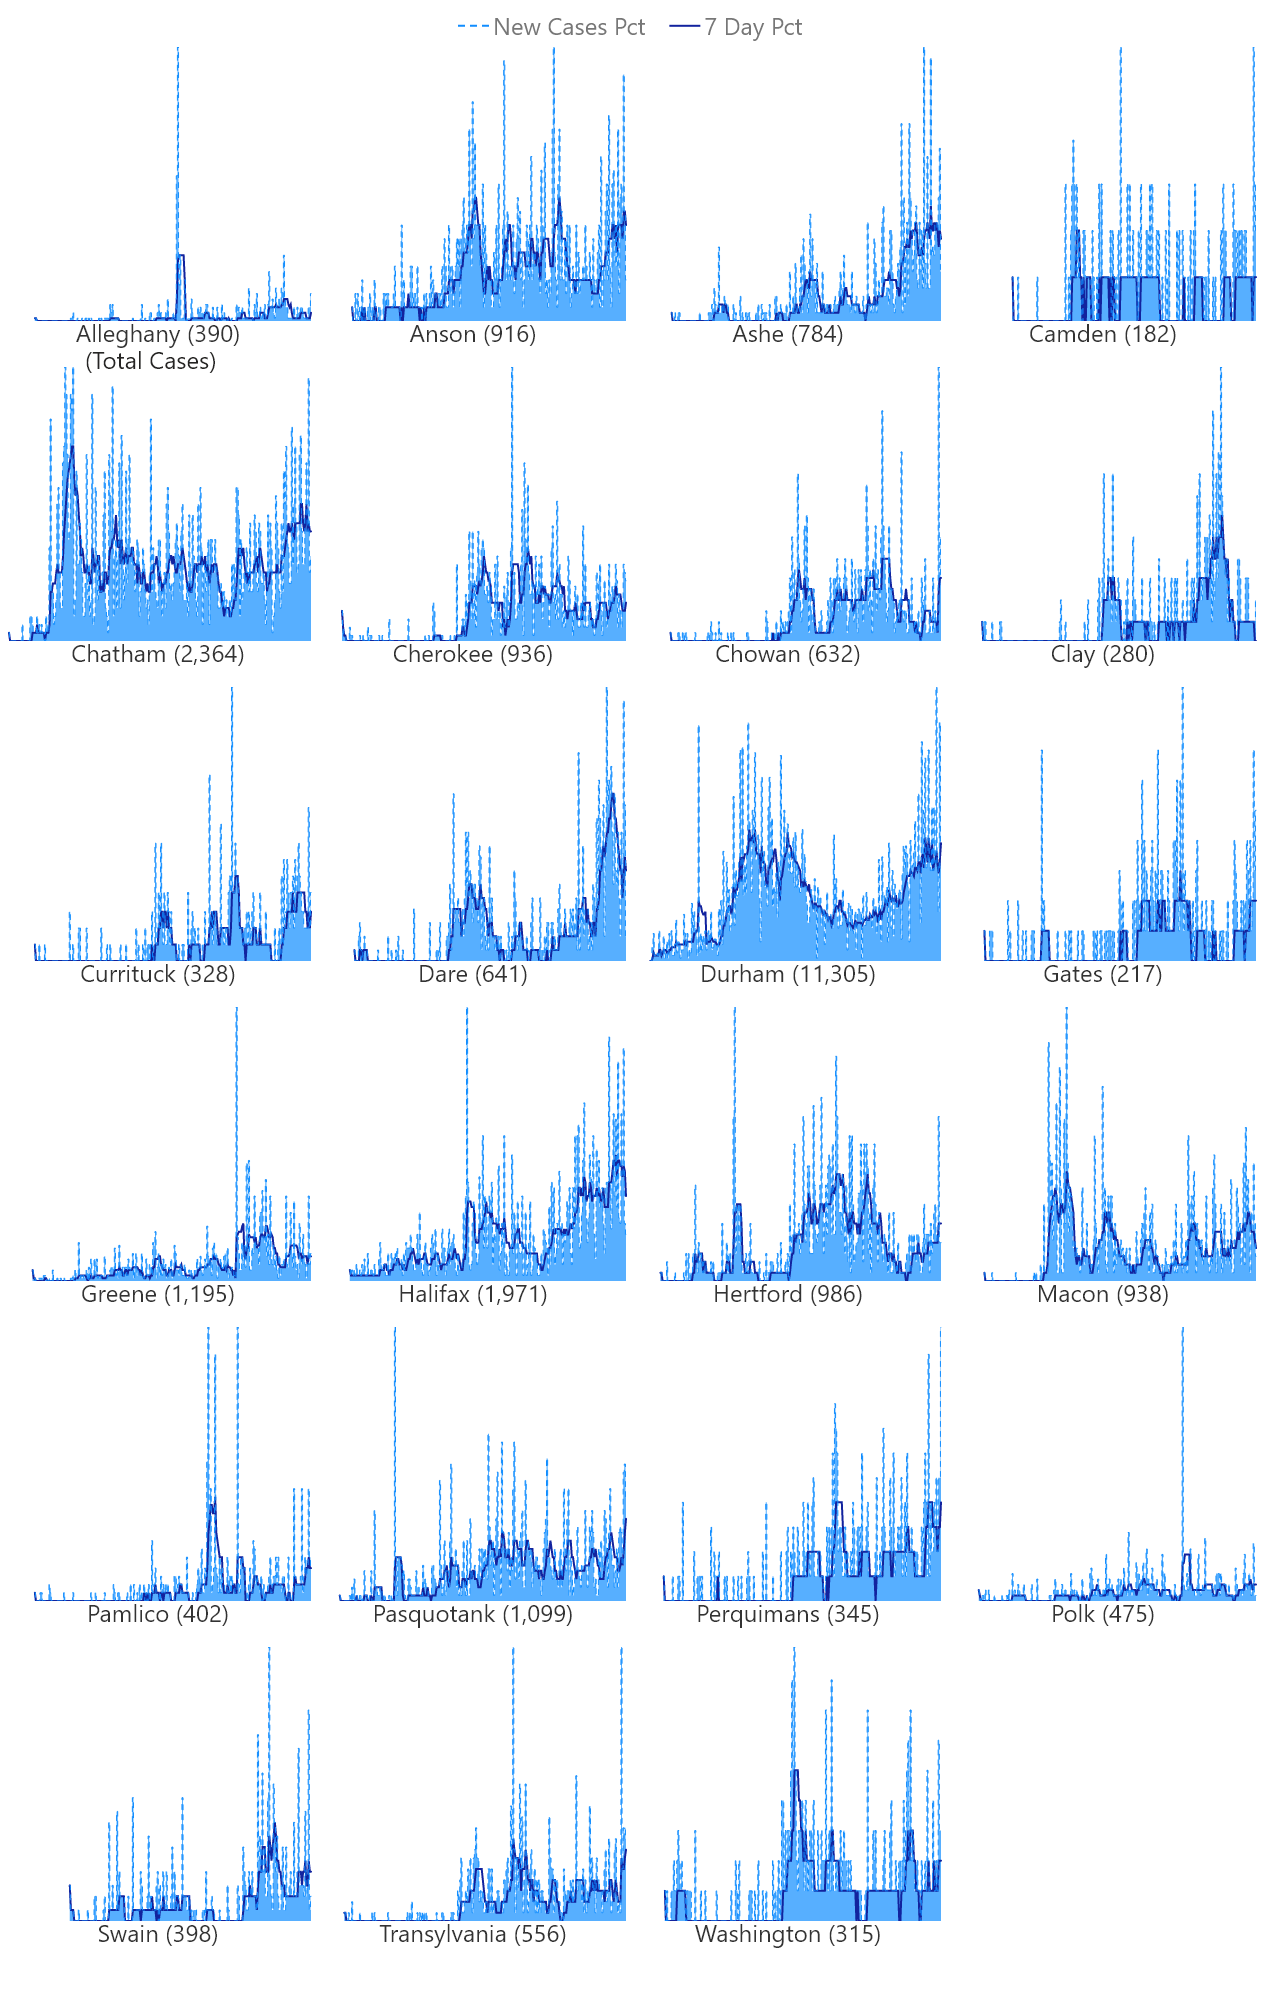 New Cases Pct 7 Day Pct
Alleghany (390)
(Total Cases)
Anson (916)
Ashe (784)
Camden (182)
Chatham (2,364)
Cherokee (936)
Chowan (632)
Clay (280)
Currituck (328)
Dare (641)
Durham (11,305)
Gates (217)
Greene (1,195)
Halifax (1,971)
Hertford (986)
Macon (938)
Pamlico (402)
Pasquotank (1,099)
Perquimans (345)
Polk (475)
Swain (398)
Transylvania (556)
Washington (315)